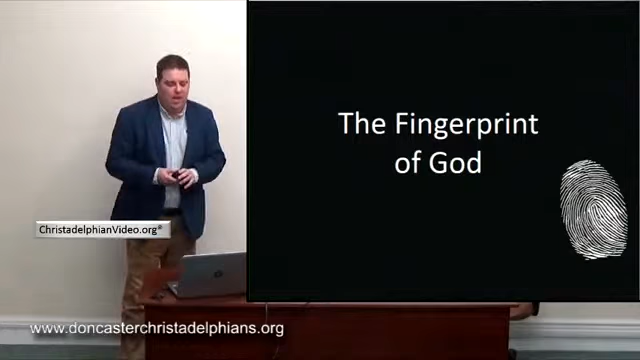 The Fingerprint
of God
ChristadelphianVideo.org®
www.doncasterchristadelphians.org